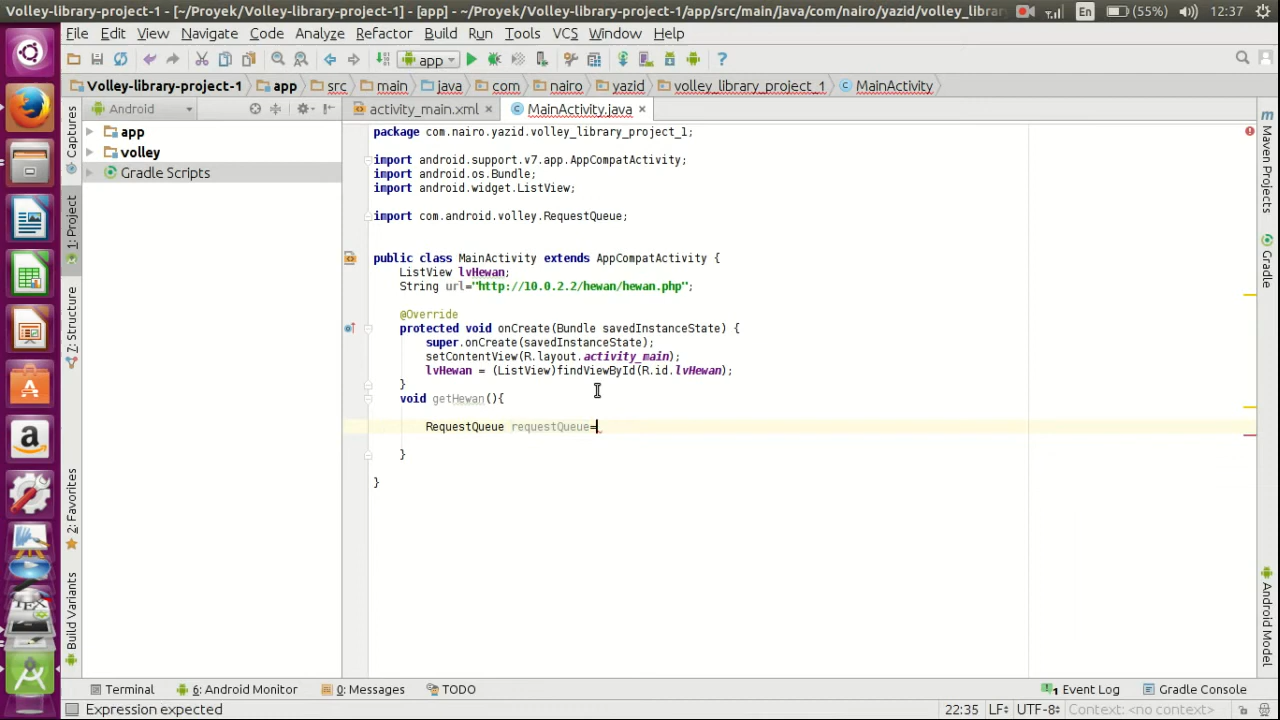 Volley-library-project-1 - [~/Proyek/Volley-library-project-1] - [app] - ~/Proyek/Volley-library-project-1/app/src/main/java/com/nairo/yazid/volley_library
En (55%) 12:37
File Edit View Navigate Code Analyze Refactor Build Run Tools VCS Window Help
app
Volley-library-project-1 app src main java com nairo yazid volley_library_project_1 MainActivity
Android activity_main.xml MainActivity.java
Captures
1: Project
7: Structure
2: Favorites
Build Variants
app
volley
Gradle Scripts
package com.nairo.yazid.volley_library_project_1;
import android.support.v7.app.AppCompatActivity;
import android.os.Bundle;
import android.widget.ListView;
import com.android.volley.RequestQueue;
public class MainActivity extends AppCompatActivity {
ListView lvHewan;
String url="http://10.0.2.2/hewan/hewan.php";
@Override
protected void onCreate(Bundle savedInstanceState) {
super.onCreate(savedInstanceState);
setContentView(R.layout.activity_main);
lvHewan = (ListView)findViewById(R.id.lvHewan);
}
void getHewan(){
RequestQueue requestQueue=
}
}
Maven Projects
Gradle
Android Model
Terminal 6: Android Monitor 0: Messages TODO 1 Event Log Gradle Console
Expression expected 22:35 LF UTF-8 Context: <no context>